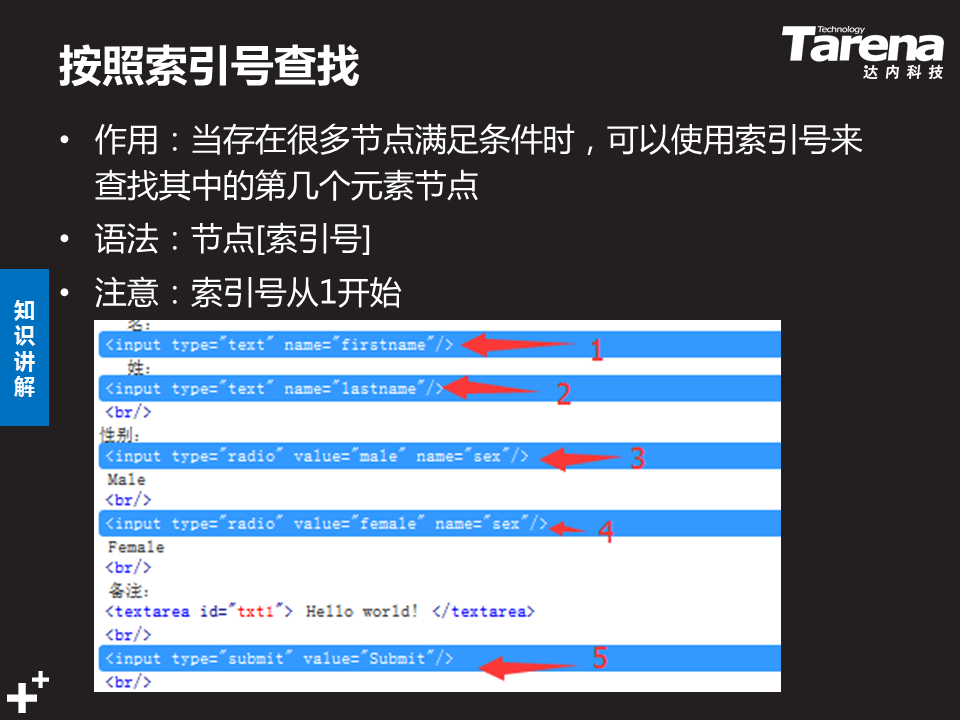 按照索引号查找
Technology
Tarena
达内科技
• 作用：当存在很多节点满足条件时，可以使用索引号来
查找其中的第几个元素节点
• 语法：节点[索引号]
• 注意：索引号从1开始
知识讲解
名:
<input type="text" name="firstname"/> 1
姓:
<input type="text" name="lastname"/> 2
<br/>
性别:
<input type="radio" value="male" name="sex"/> 3
Male
<br/>
<input type="radio" value="female" name="sex"/> 4
Female
<br/>
备注:
<textarea id="txt1"> Hello world! </textarea>
<br/>
<input type="submit" value="Submit"/> 5
<br/>